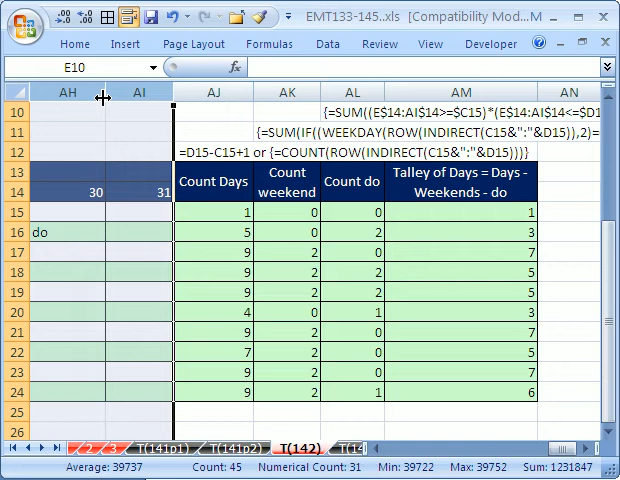 EMT133-145..xls [Compatibility Mod... M
Home Insert Page Layout Formulas View Developer
E10 fx
AH AI AJ AK AL AM AN
10 {=SUM((E$14:AI$14>=$C15)*(E$14:AI$14<=$D1
11 {=SUM(IF((WEEKDAY(ROW(INDIRECT(C15&":"&D15)),2)=
12 =D15-C15+1 or {=COUNT(ROW(INDIRECT(C15&":"&D15)))}
13 Count Days Count weekend Count do Talley of Days = Days - Weekends - do
14 30 31
15 1 0 0 1
16 do 5 0 2 3
17 9 2 0 7
18 9 2 2 5
19 9 2 2 5
20 4 0 1 3
21 9 2 0 7
22 7 2 0 5
23 9 2 0 7
24 9 2 1 6
25
26
2 3 T(141p1) T(141p2) T(142) T(14
Average: 39737 Count: 45 Numerical Count: 31 Min: 39722 Max: 39752 Sum: 1231847